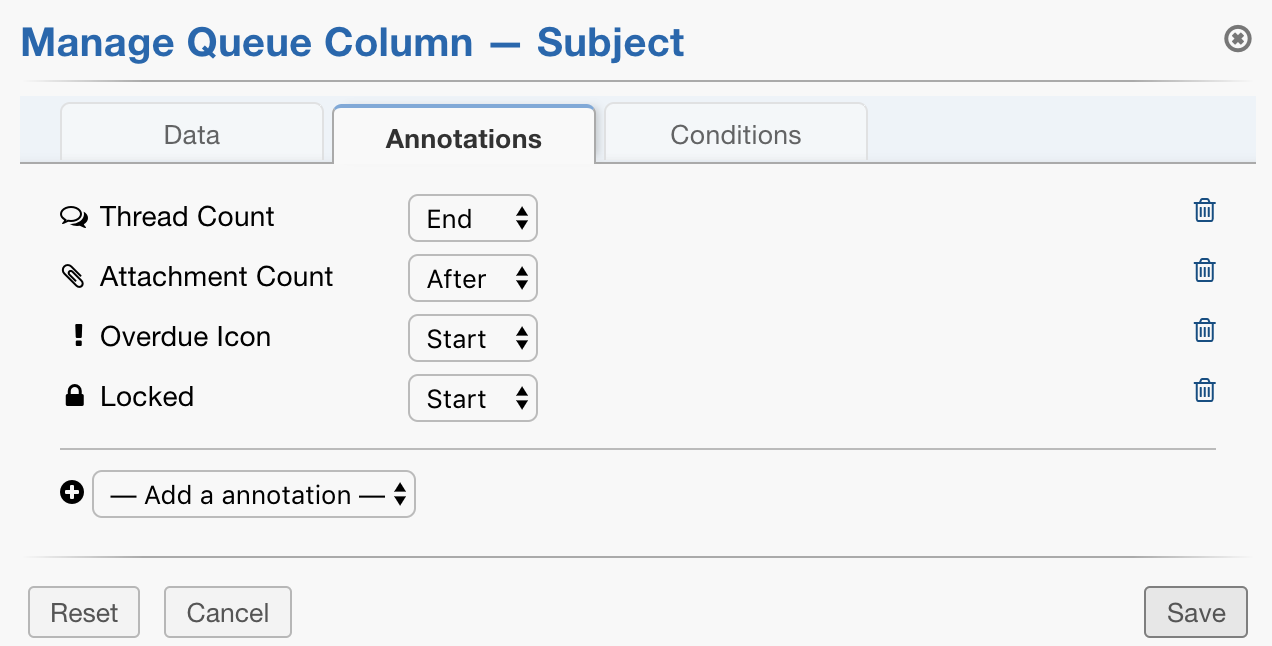 Manage Queue Column — Subject
Data Annotations Conditions
Thread Count End
Attachment Count After
Overdue Icon Start
Locked Start
— Add a annotation —
Reset Cancel Save